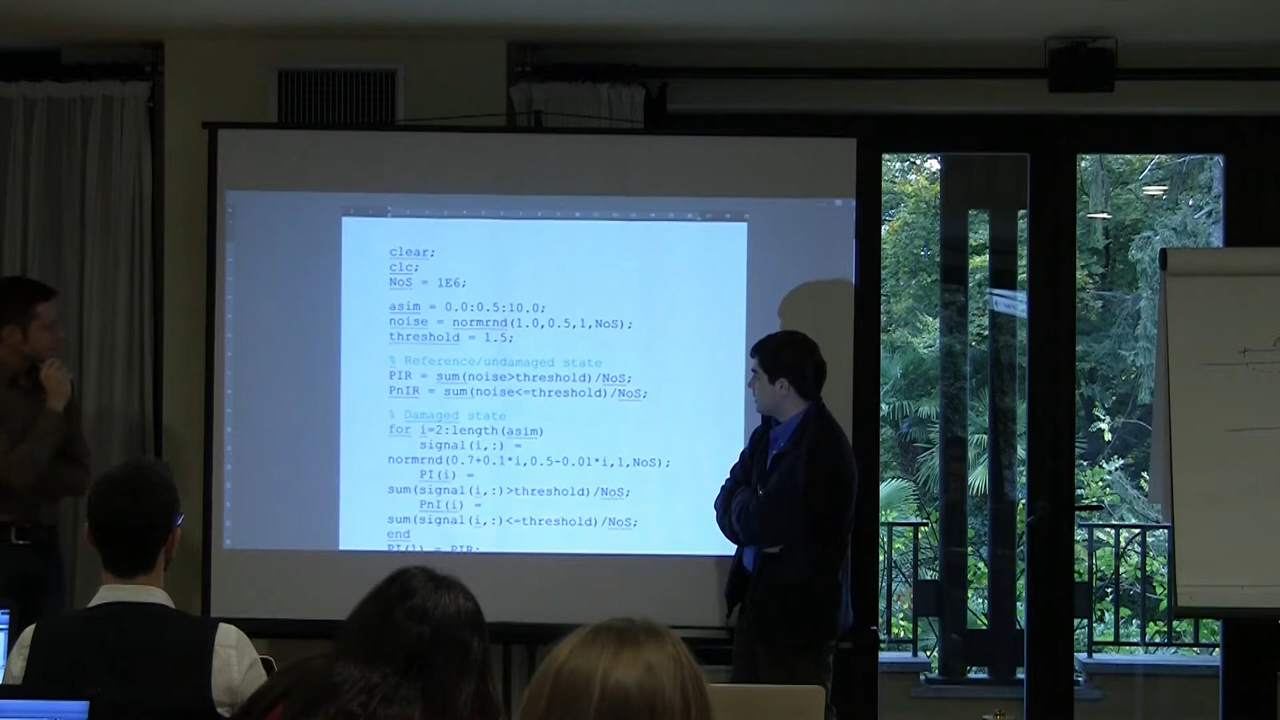 clear;
clc;
NoS = 1E6;
asim = 0.0:0.5:10.0;
noise = normrnd(1.0,0.5,1,NoS);
threshold = 1.5;
% Reference/undamaged state
PIR = sum(noise>threshold)/NoS;
PnIR = sum(noise<=threshold)/NoS;
% Damaged state
for i=2:length(asim)
signal(i,:) =
normrnd(0.7+0.1*i,0.5-0.01*i,1,NoS);
PI(i) =
sum(signal(i,:)>threshold)/NoS;
PnI(i) =
sum(signal(i,:)<=threshold)/NoS;
end
PI(1) = PIR;